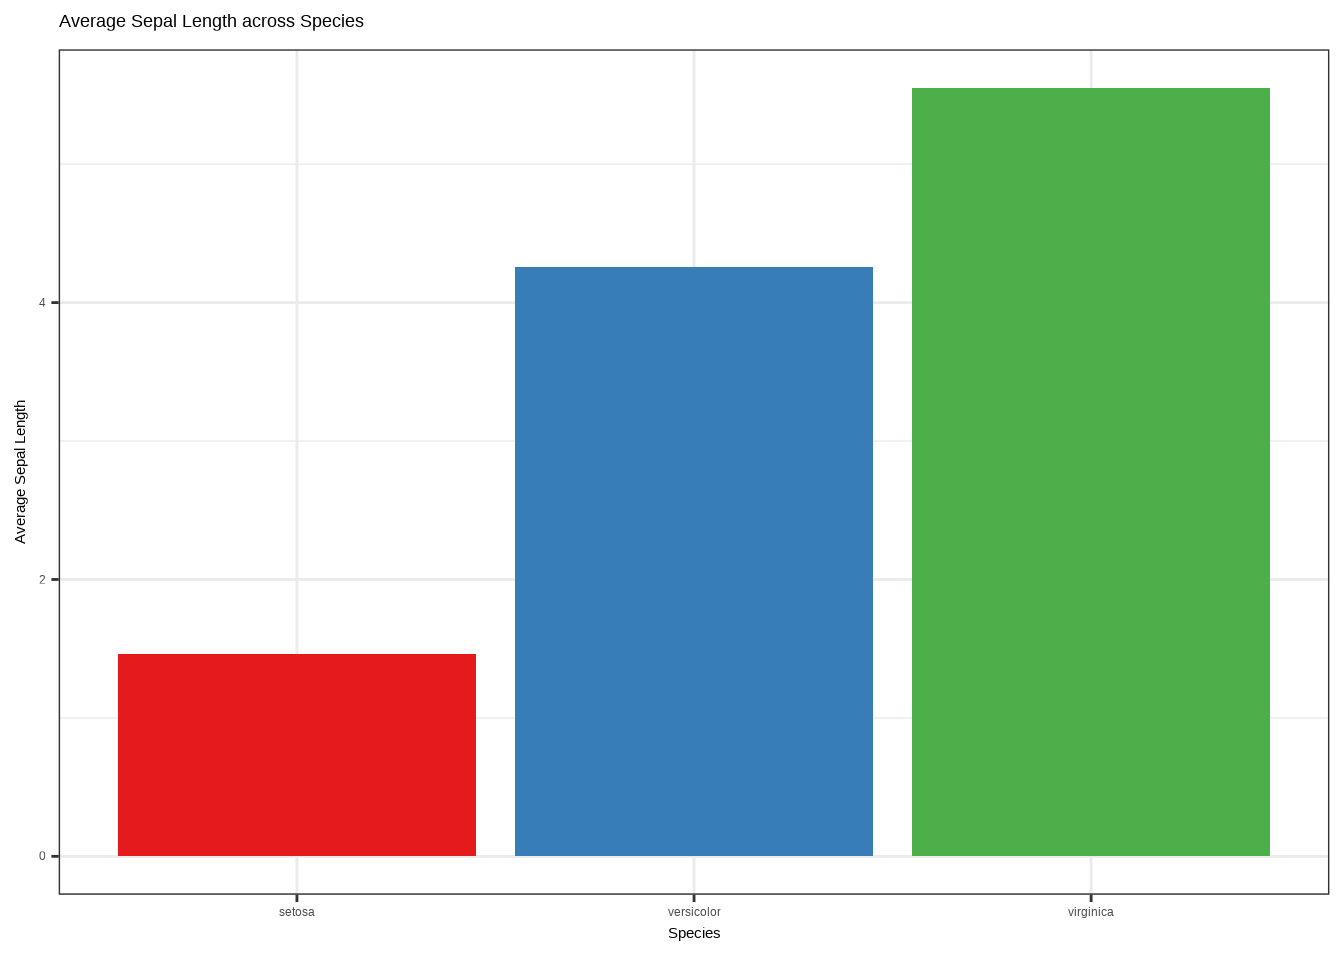 Average Sepal Length across Species
Average Sepal Length
4
2
0
setosa
versicolor
virginica
Species